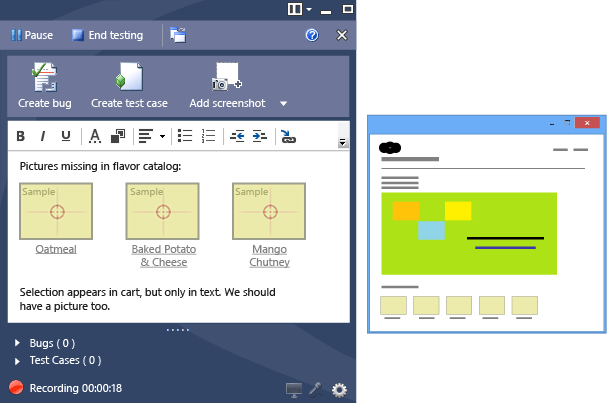 Pause End testing
Create bug Create test case Add screenshot
B I U A
Pictures missing in flavor catalog:
Sample Sample Sample
Oatmeal Baked Potato Mango
& Cheese Chutney
Selection appears in cart, but only in text. We should
have a picture too.
Bugs ( 0 )
Test Cases ( 0 )
Recording 00:00:18